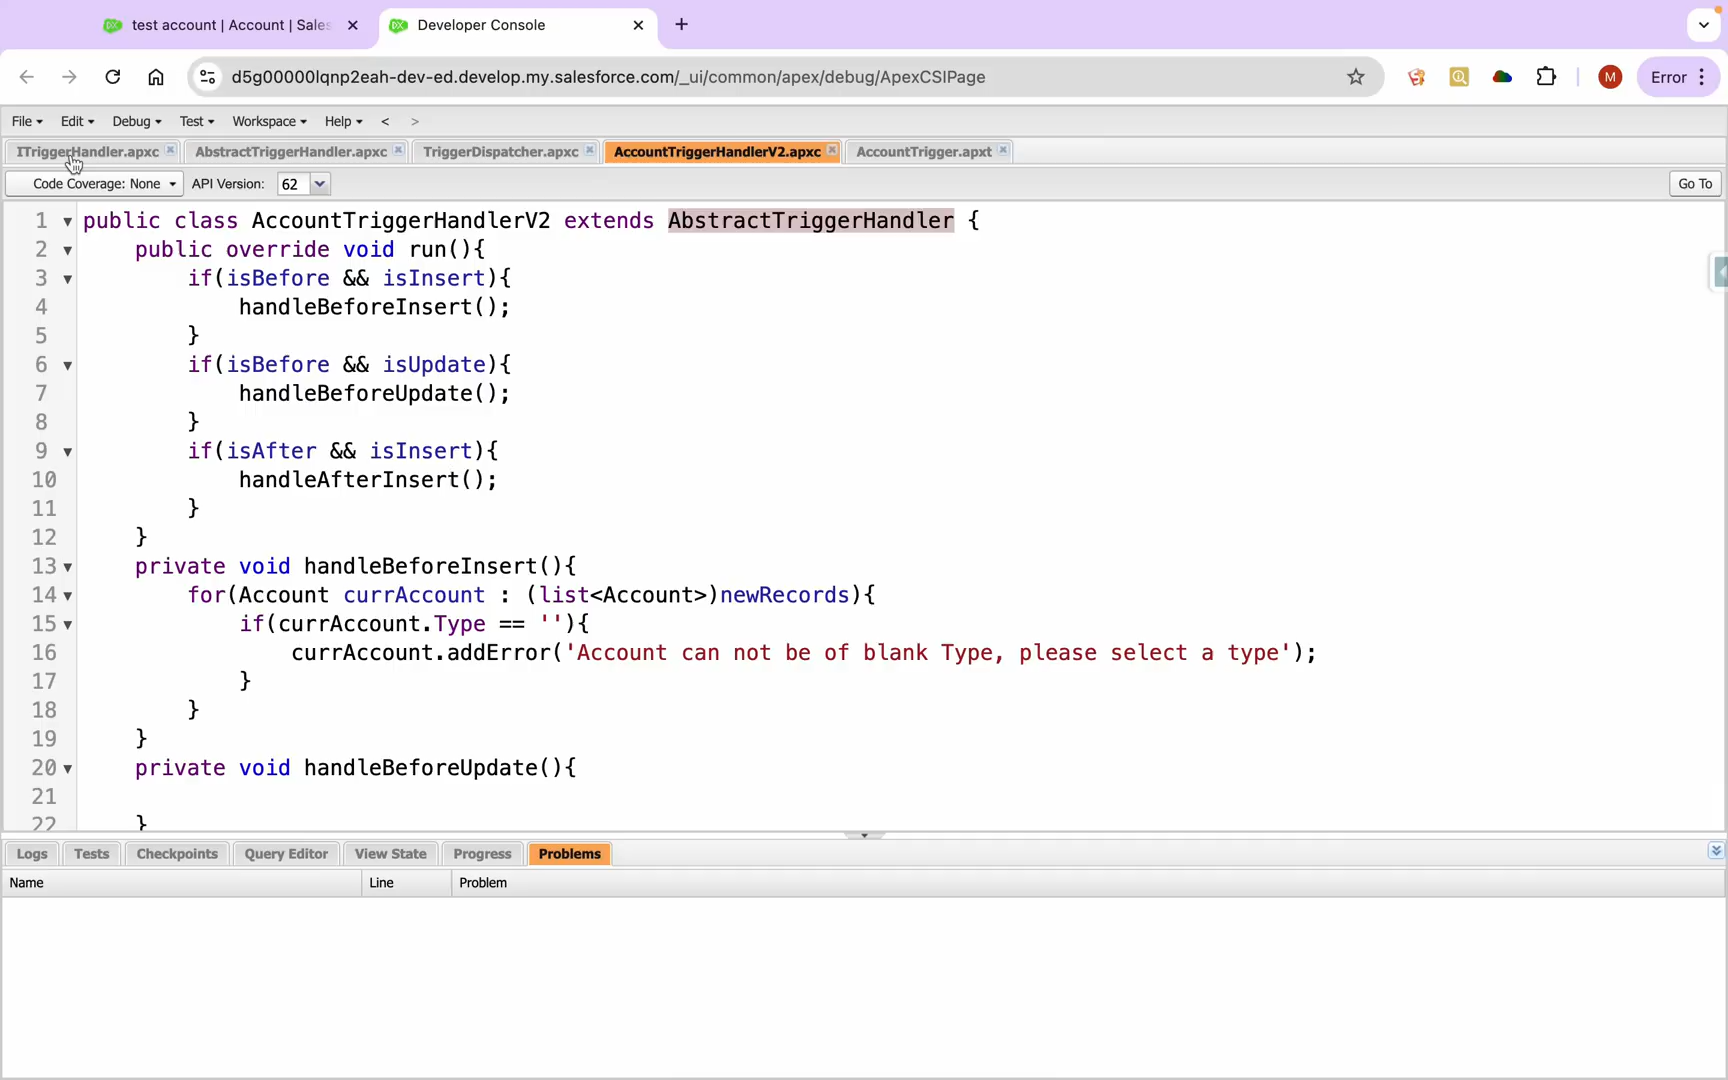 test account | Account | Sales
Developer Console
d5g00000lqnp2eah-dev-ed.develop.my.salesforce.com/_ui/common/apex/debug/ApexCSIPage
M
Error
File
Edit
Debug
Test
Workspace
Help
<
>
ITriggerHandler.apxc
AbstractTriggerHandler.apxc
TriggerDispatcher.apxc
AccountTriggerHandlerV2.apxc
AccountTrigger.apxt
Code Coverage: None
API Version:
62
Go To
1 public class AccountTriggerHandlerV2 extends AbstractTriggerHandler {
2 public override void run(){
3 if(isBefore && isInsert){
4 handleBeforeInsert();
5 }
6 if(isBefore && isUpdate){
7 handleBeforeUpdate();
8 }
9 if(isAfter && isInsert){
10 handleAfterInsert();
11 }
12 }
13 private void handleBeforeInsert(){
14 for(Account currAccount : (list<Account>)newRecords){
15 if(currAccount.Type == ''){
16 currAccount.addError('Account can not be of blank Type, please select a type');
17 }
18 }
19 }
20 private void handleBeforeUpdate(){
21
22 }
Logs
Tests
Checkpoints
Query Editor
View State
Progress
Problems
Name
Line
Problem